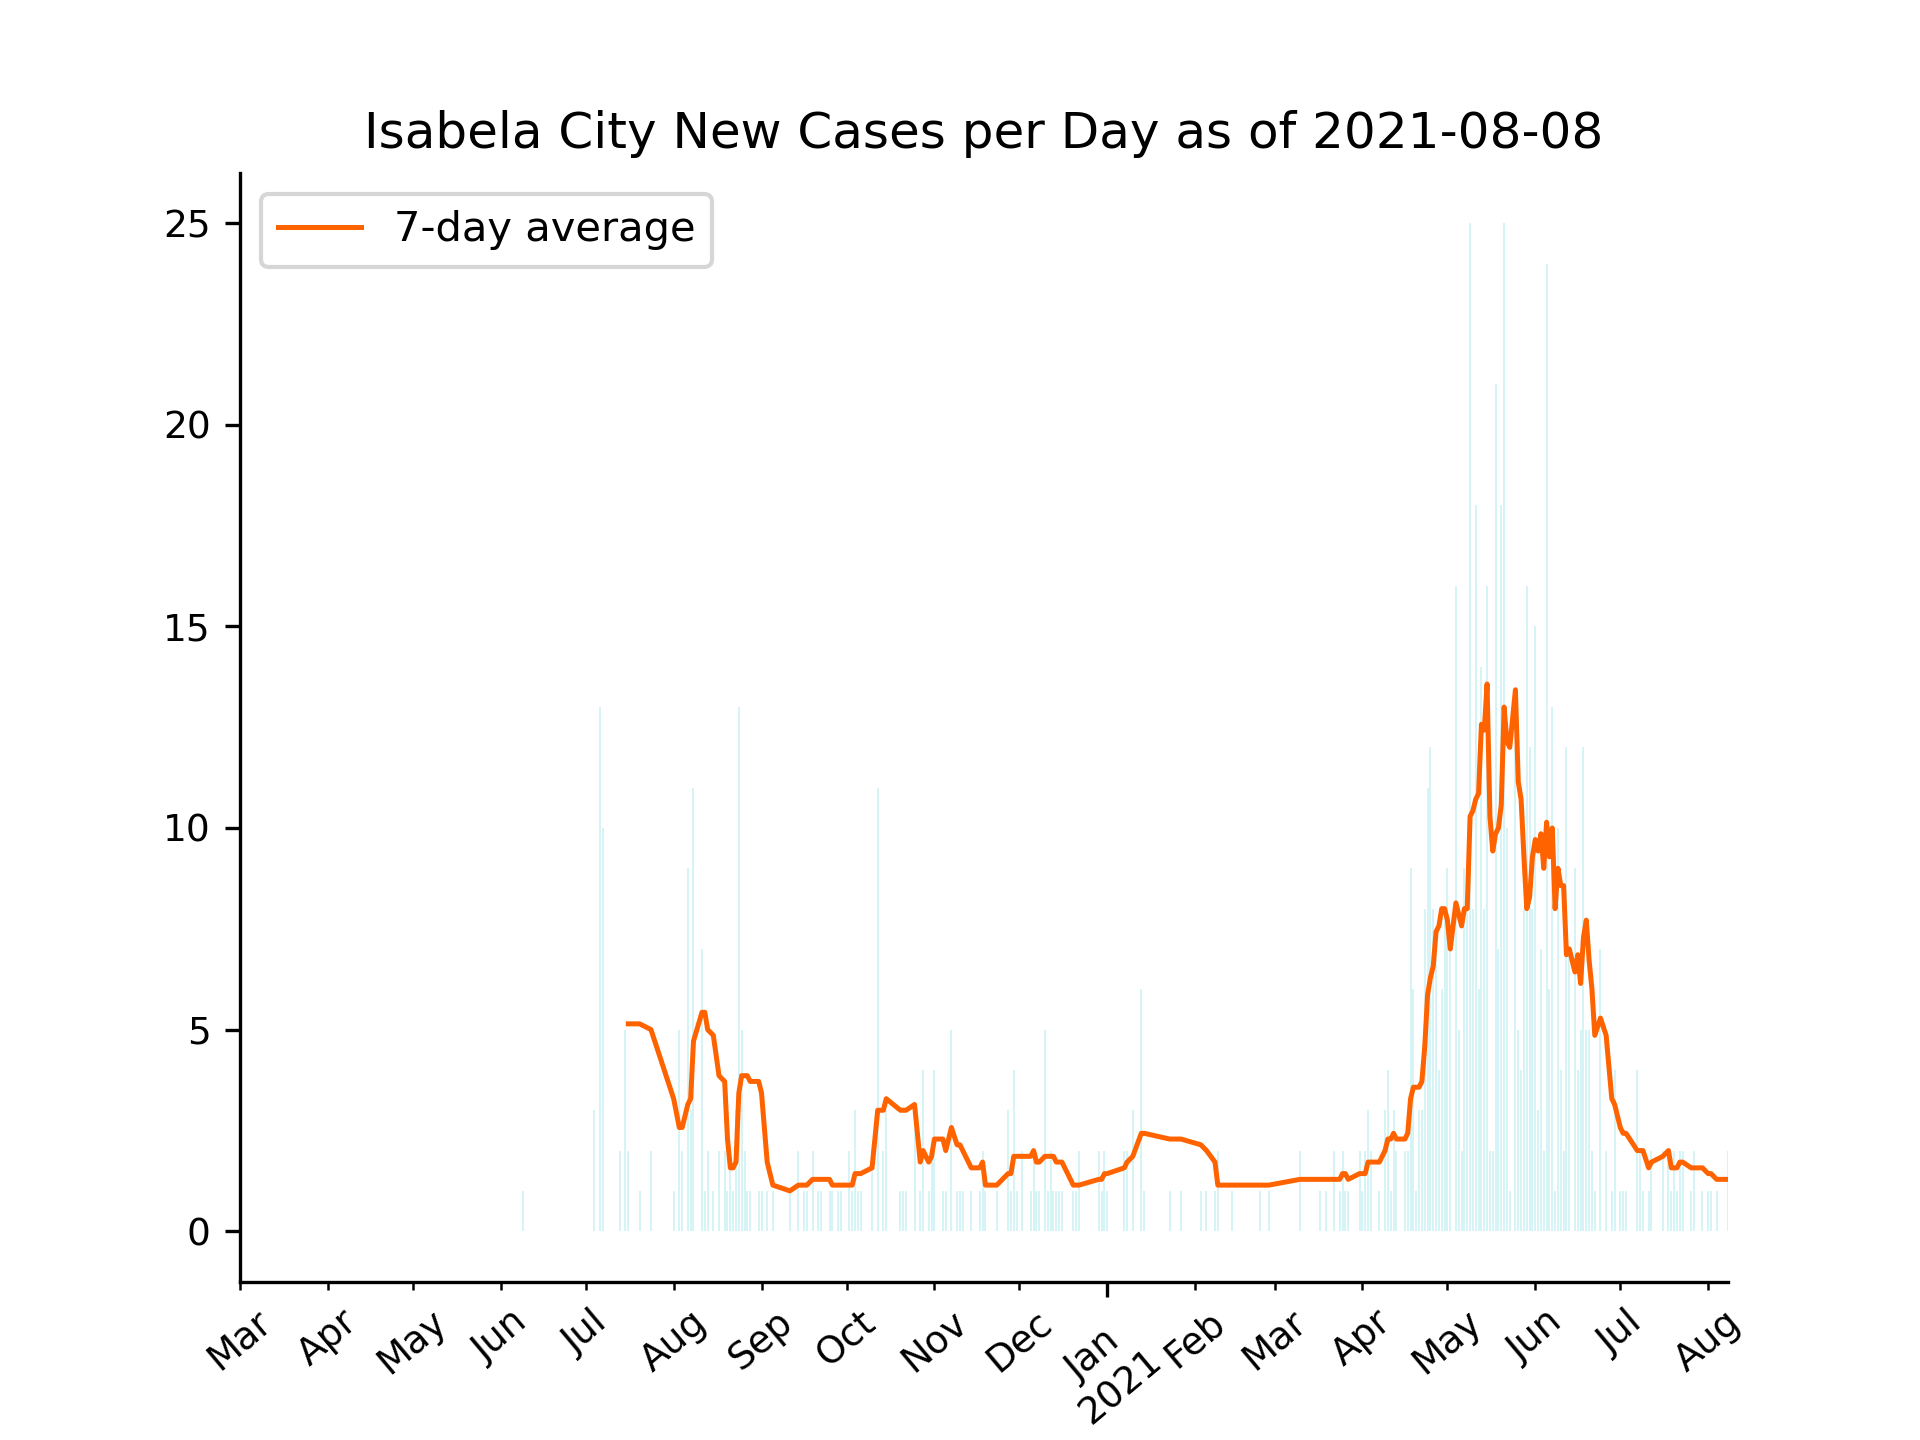 Isabela City New Cases per Day as of 2021-08-08
7-day average
25
20
15
10
5
0
Mar Apr May Jun Jul Aug Sep Oct Nov Dec Jan Feb Mar Apr May Jun Jul Aug
2021